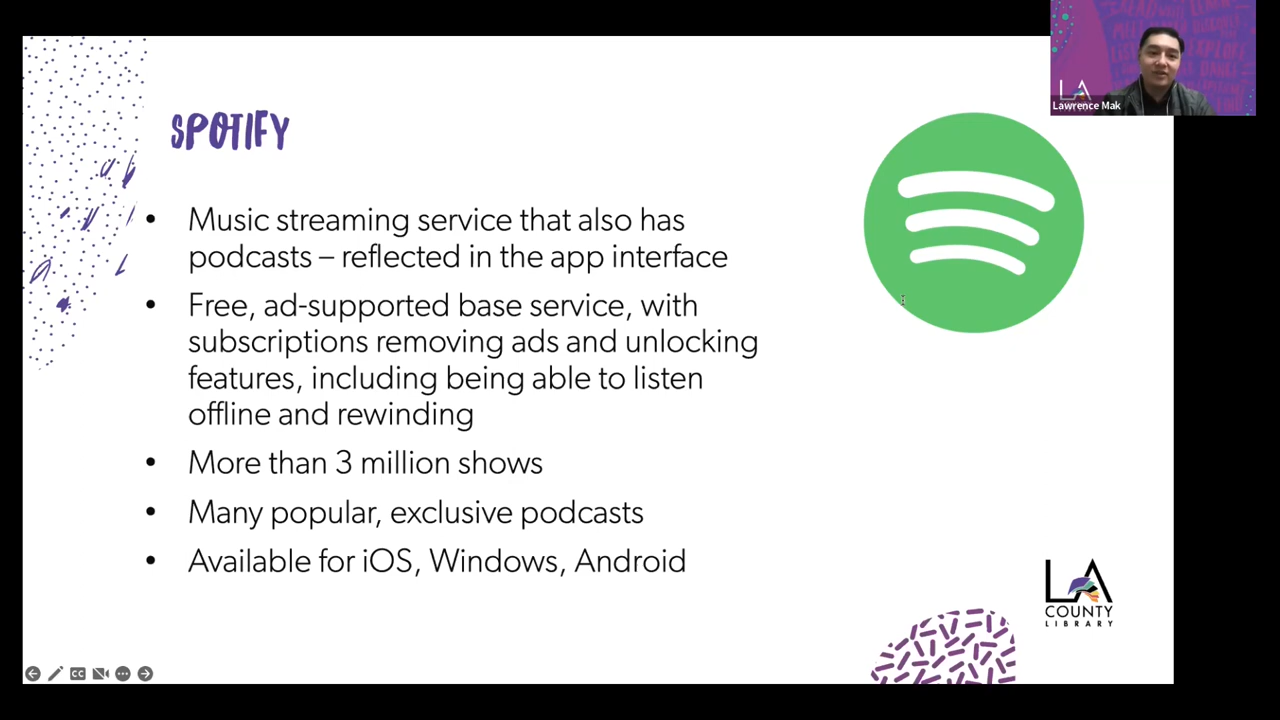 LA
Lawrence Mak
SPOTIFY
• Music streaming service that also has
podcasts – reflected in the app interface
• Free, ad-supported base service, with
subscriptions removing ads and unlocking
features, including being able to listen
offline and rewinding
• More than 3 million shows
• Many popular, exclusive podcasts
• Available for iOS, Windows, Android
LA
COUNTY
LIBRARY
CC